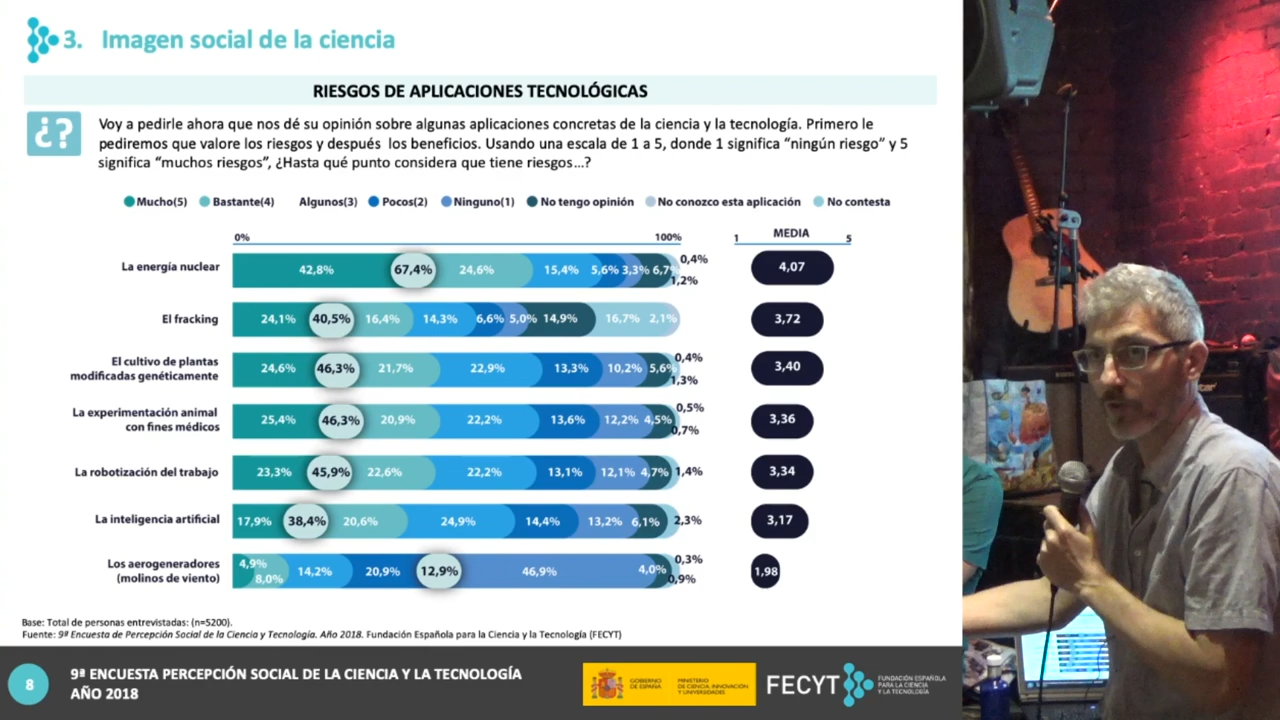 3. Imagen social de la ciencia
RIESGOS DE APLICACIONES TECNOLÓGICAS
¿?
Voy a pedirle ahora que nos dé su opinión sobre algunas aplicaciones concretas de la ciencia y la tecnología. Primero le
pediremos que valore los riesgos y después los beneficios. Usando una escala de 1 a 5, donde 1 significa “ningún riesgo” y 5
significa “muchos riesgos”, ¿Hasta qué punto considera que tiene riesgos...?
Mucho(5) Bastante(4) Algunos(3) Pocos(2) Ninguno(1) No tengo opinión No conozco esta aplicación No contesta
0% 100% 1 MEDIA 5
La energía nuclear 42,8% 67,4% 24,6% 15,4% 5,6% 3,3% 6,7% 0,4% 1,2% 4,07
El fracking 24,1% 40,5% 16,4% 14,3% 6,6% 5,0% 14,9% 16,7% 2,1% 3,72
El cultivo de plantas
modificadas genéticamente 24,6% 46,3% 21,7% 22,9% 13,3% 10,2% 5,6% 0,4% 1,3% 3,40
La experimentación animal
con fines médicos 25,4% 46,3% 20,9% 22,2% 13,6% 12,2% 4,5% 0,5% 0,7% 3,36
La robotización del trabajo 23,3% 45,9% 22,6% 22,2% 13,1% 12,1% 4,7% 1,4% 3,34
La inteligencia artificial 17,9% 38,4% 20,6% 24,9% 14,4% 13,2% 6,1% 2,3% 3,17
Los aerogeneradores
(molinos de viento) 4,9% 8,0% 14,2% 20,9% 12,9% 46,9% 4,0% 0,3% 0,9% 1,98
Base: Total de personas entrevistadas: (n=5200).
Fuente: 9ª Encuesta de Percepción Social de la Ciencia y Tecnología. Año 2018. Fundación Española para la Ciencia y la Tecnología (FECYT)
8
9ª ENCUESTA PERCEPCIÓN SOCIAL DE LA CIENCIA Y LA TECNOLOGÍA
AÑO 2018
GOBIERNO
DE ESPAÑA
MINISTERIO
DE CIENCIA, INNOVACIÓN
Y UNIVERSIDADES
FECYT
FUNDACIÓN ESPAÑOLA
PARA LA CIENCIA
Y LA TECNOLOGÍA